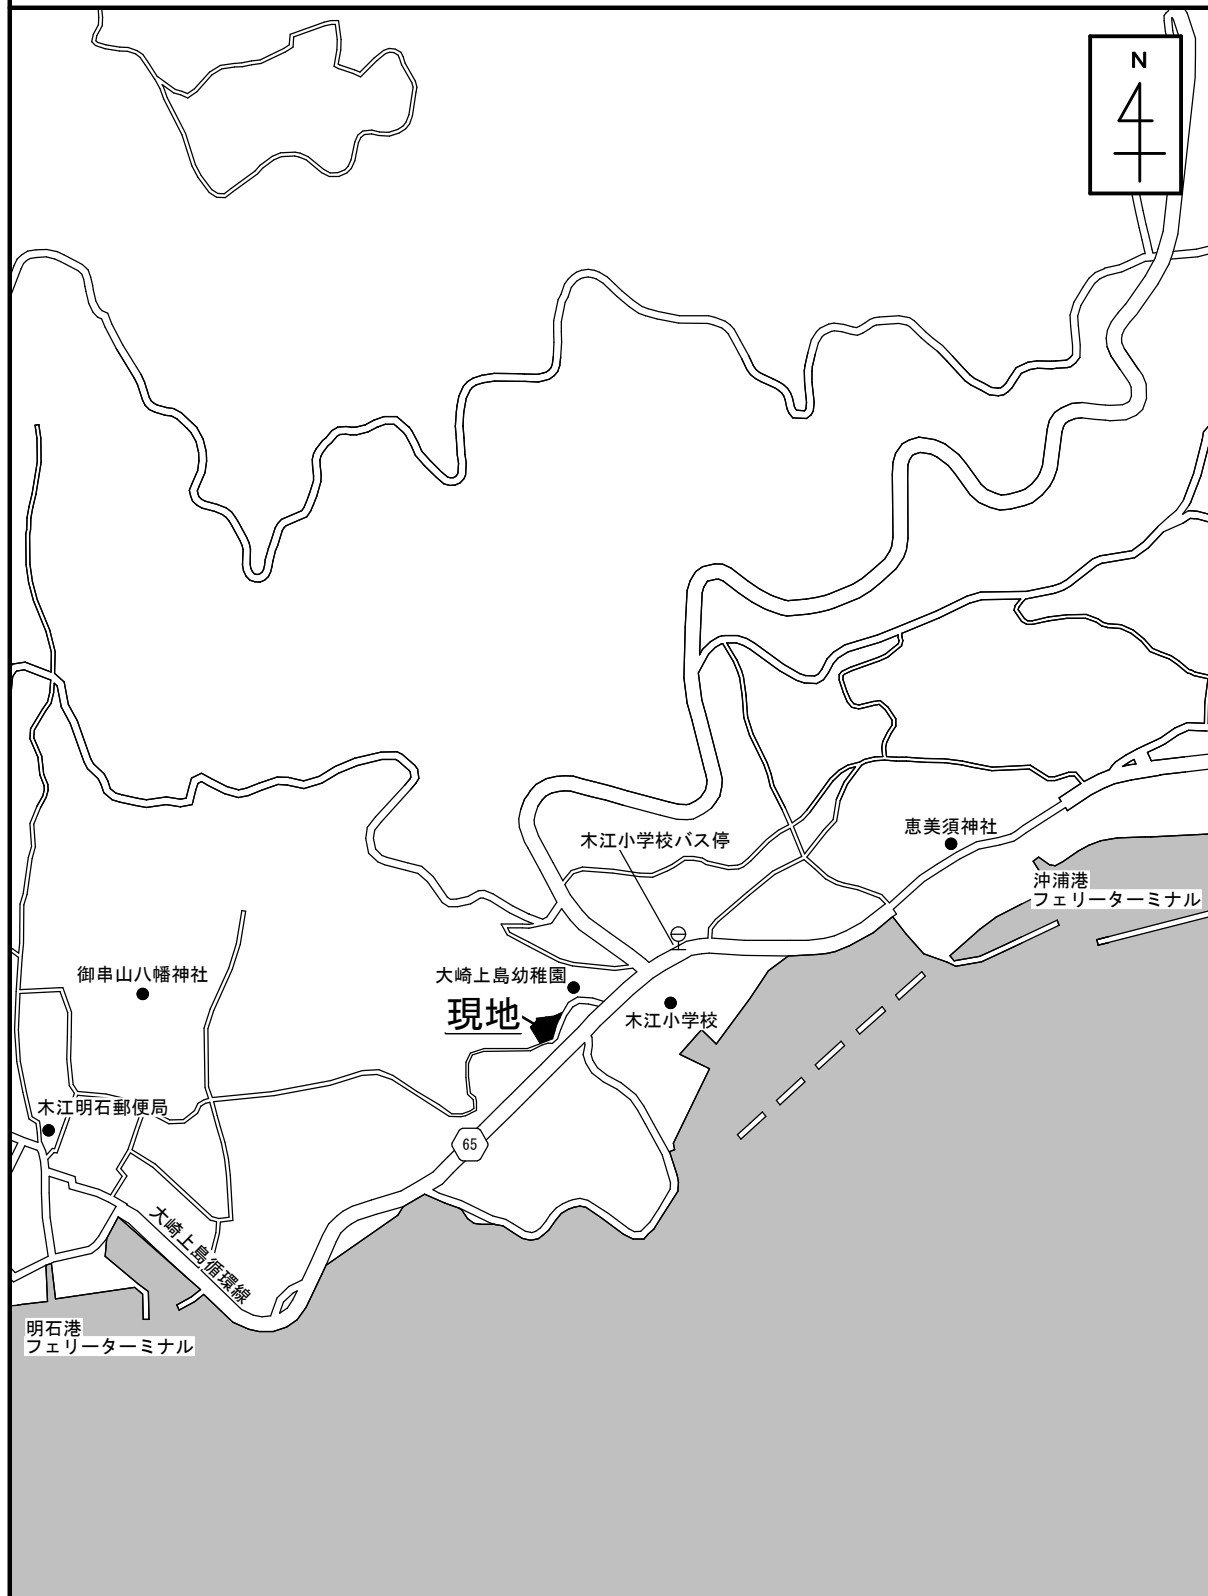 N
木江小学校バス停
恵美須神社
沖浦港
フェリーターミナル
御串山八幡神社
大崎上島幼稚園
現地
木江小学校
木江明石郵便局
65
大崎上島循環線
明石港
フェリーターミナル